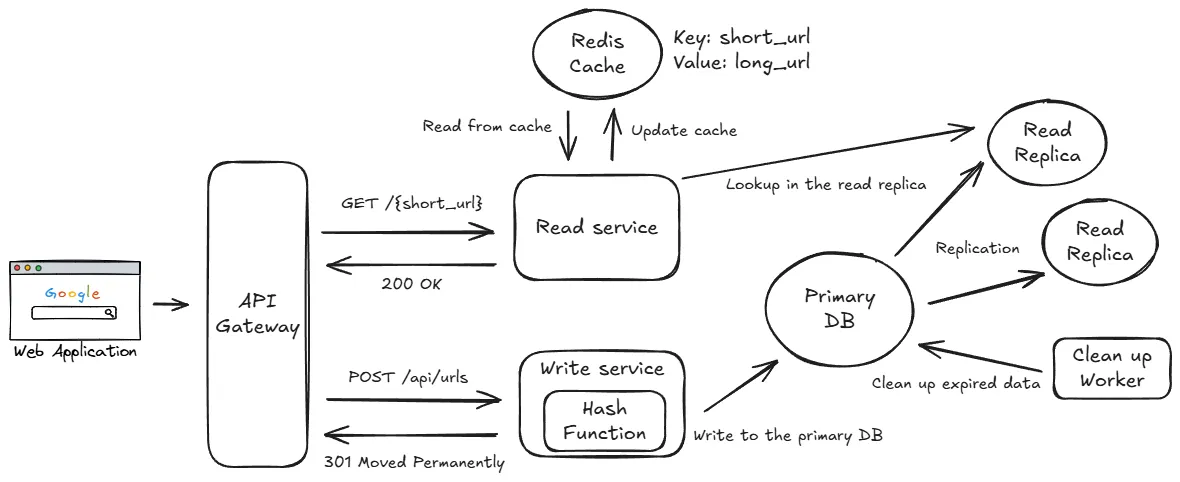 Redis
Cache
Key: short_url
Value: long_url
Read from cache
Update cache
Read
Replica
Lookup in the read replica
GET /{short_url}
Read service
200 OK
Read
Replica
Replication
Google
Web Application
API
Gateway
Primary
DB
Clean up
Worker
Clean up expired data
POST /api/urls
Write service
Hash
Function
Write to the primary DB
301 Moved Permanently